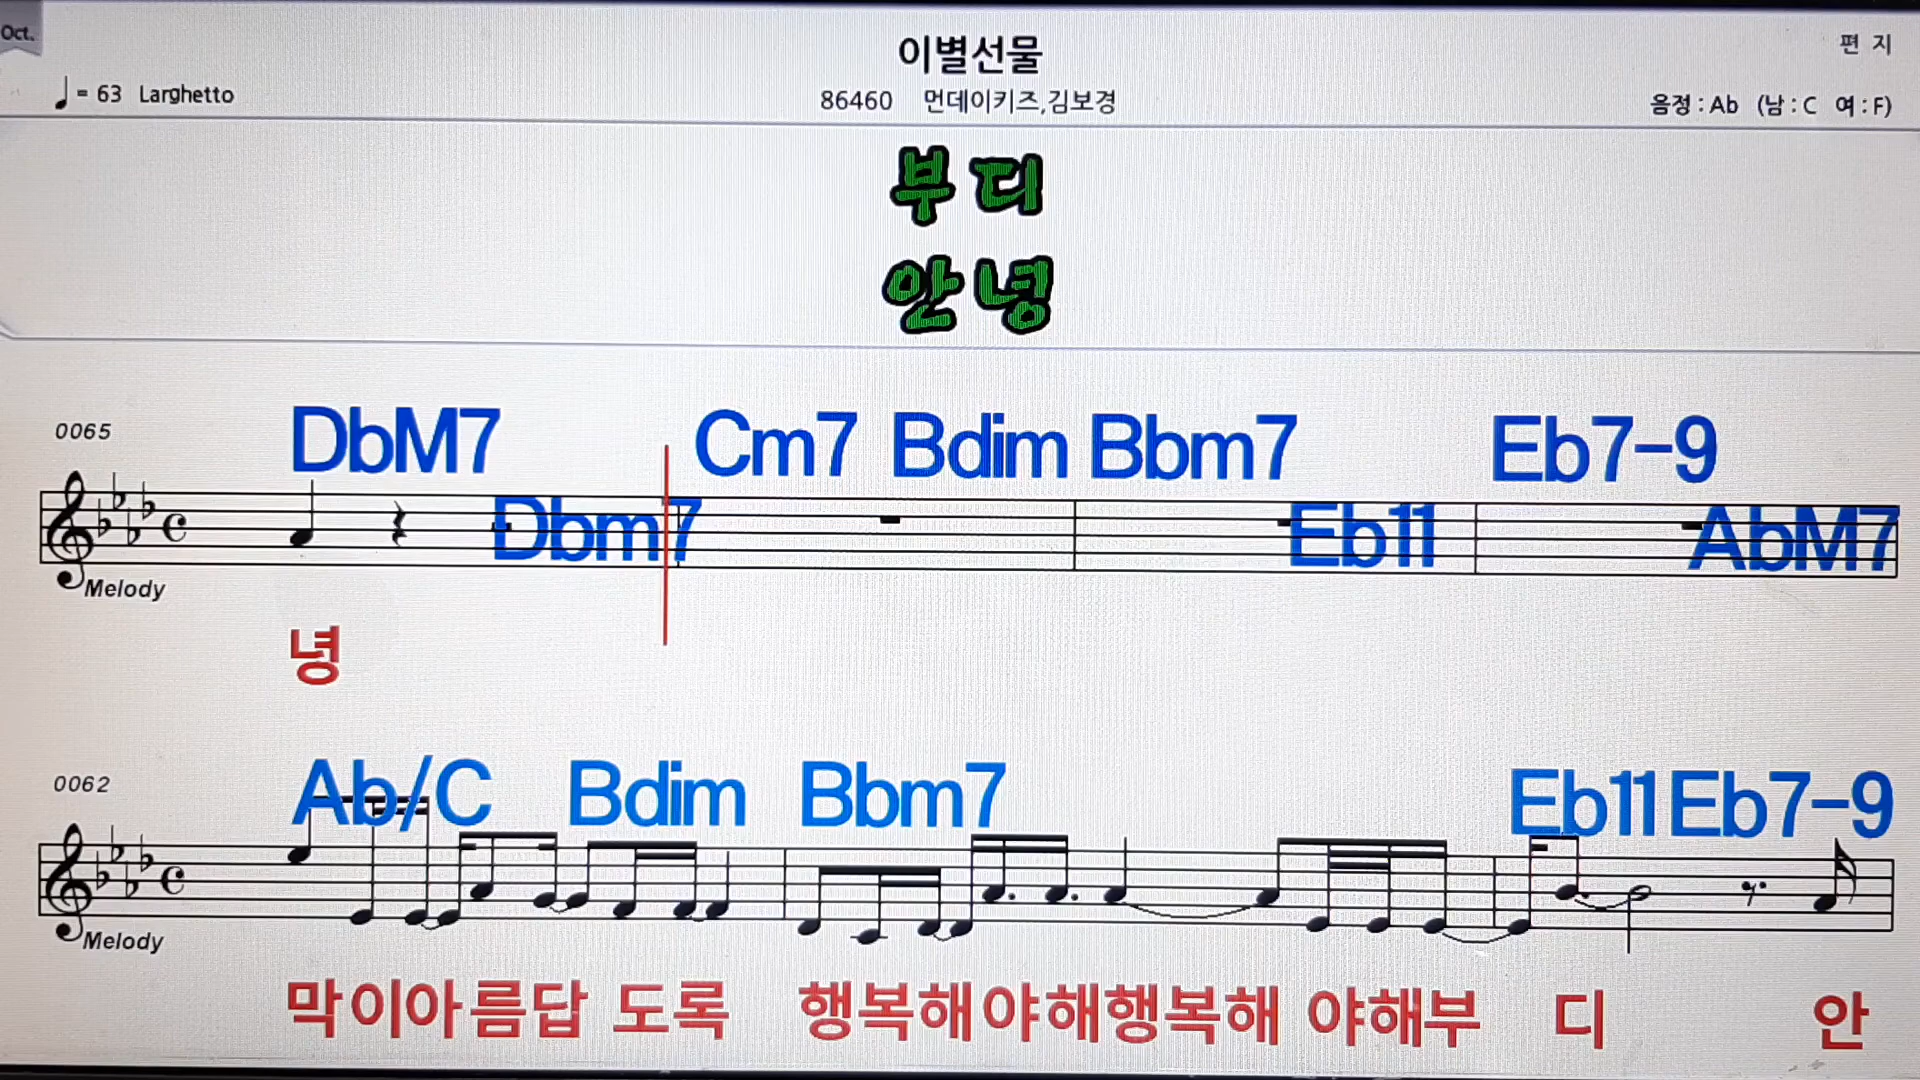 Oct.
이별선물
편 지
= 63 Larghetto
86460 먼데이키즈,김보경
음정 : Ab (남 : C 여 : F)
부디
안녕
0065
DbM7 Cm7 Bdim Bbm7 Eb7-9
Dbm7 Eb11 AbM7
Melody
녕
0062
Ab/C Bdim Bbm7 Eb11 Eb7-9
Melody
막이아름답 도록 행복해야해행복해 야해부 디 안